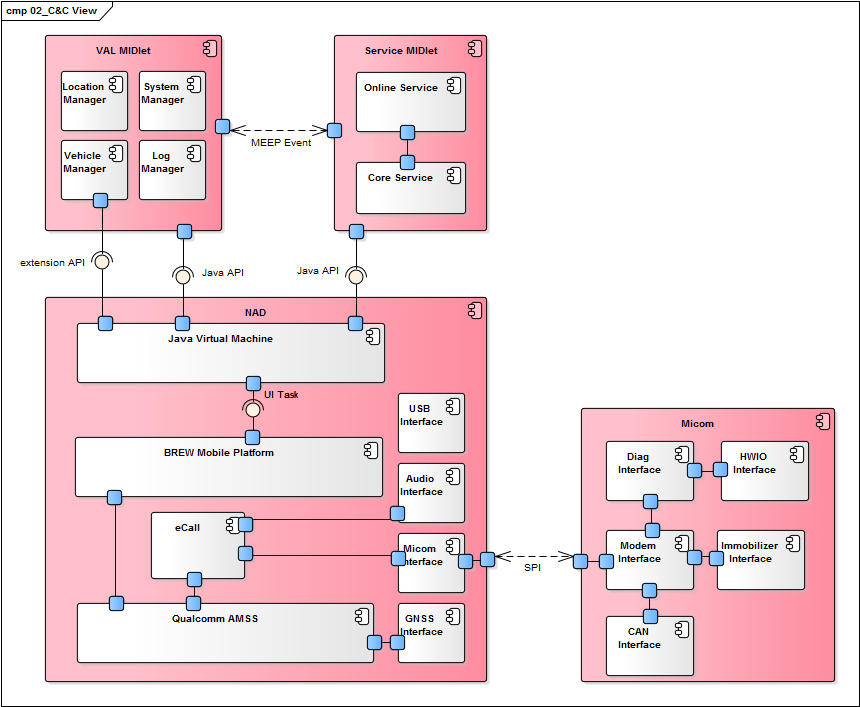 cmp 02_C&C View
VAL MIDlet
Location
Manager
System
Manager
Vehicle
Manager
Log
Manager
MEEP Event
Service MIDlet
Online Service
Core Service
extension API
Java API
Java API
NAD
Java Virtual Machine
UI Task
BREW Mobile Platform
USB
Interface
Audio
Interface
eCall
Micom
Interface
Qualcomm AMSS
GNSS
Interface
SPI
Micom
Diag
Interface
HWIO
Interface
Modem
Interface
Immobilizer
Interface
CAN
Interface